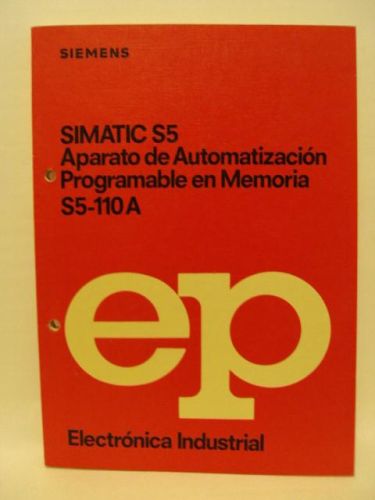 SIEMENS
SIMATIC S5
Aparato de Automatización
Programable en Memoria
S5-110 A
ep
Electrónica Industrial